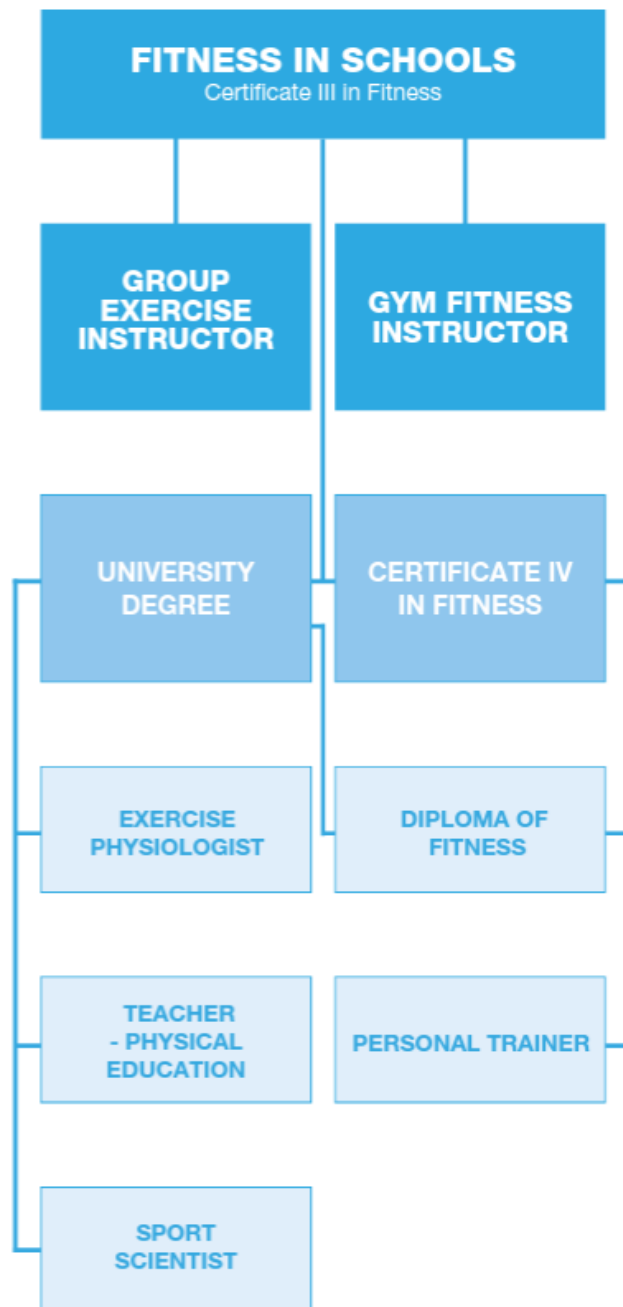 FITNESS IN SCHOOLS
Certificate III in Fitness
GROUP
EXERCISE
INSTRUCTOR
GYM FITNESS
INSTRUCTOR
UNIVERSITY
DEGREE
CERTIFICATE IV
IN FITNESS
EXERCISE
PHYSIOLOGIST
DIPLOMA OF
FITNESS
TEACHER
- PHYSICAL
EDUCATION
PERSONAL TRAINER
SPORT
SCIENTIST